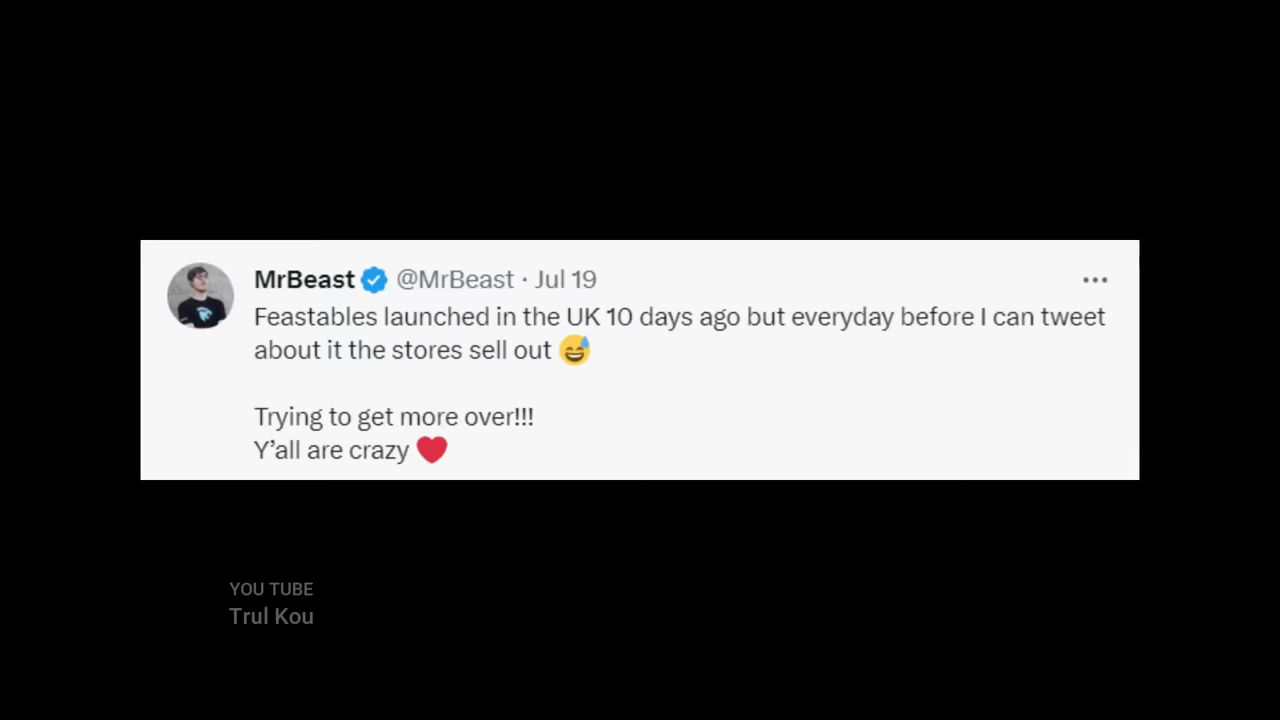 MrBeast @MrBeast · Jul 19
Feastables launched in the UK 10 days ago but everyday before I can tweet
about it the stores sell out 😅
Trying to get more over!!!
Y’all are crazy ❤️
YOU TUBE
Trul Kou